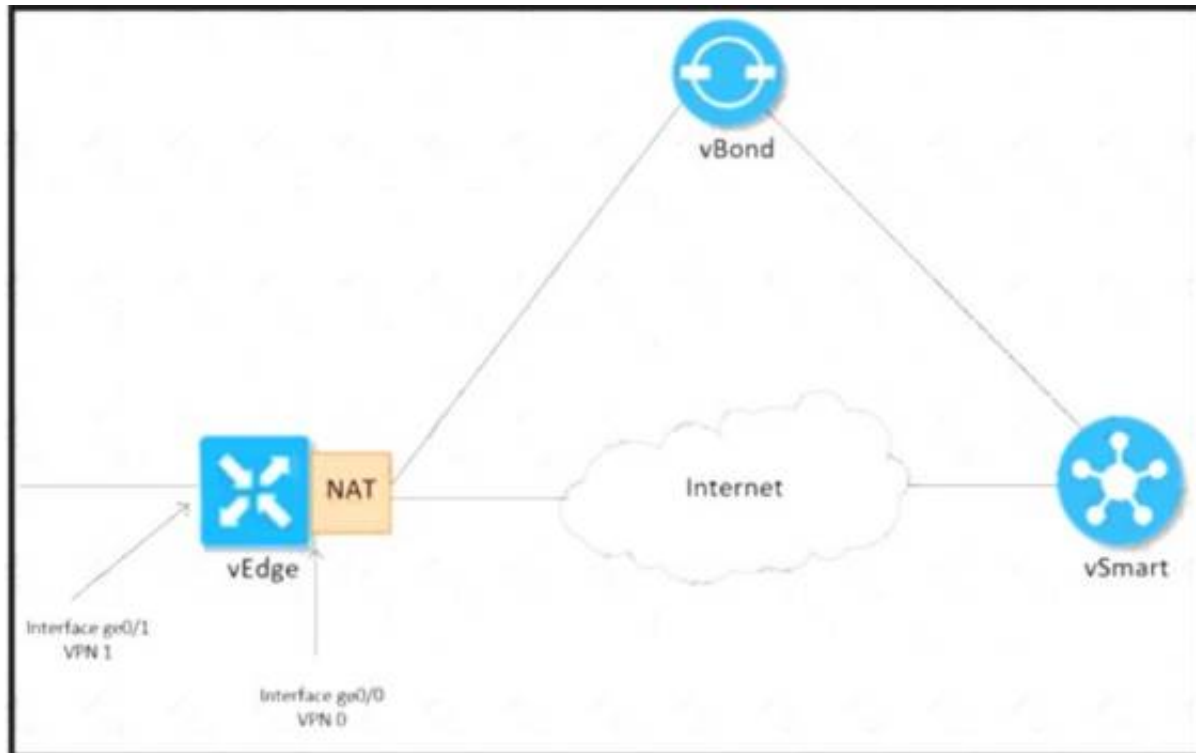 vBond
NAT
Internet
vEdge
vSmart
Interface ge0/1
VPN 1
Interface ge0/0
VPN 0